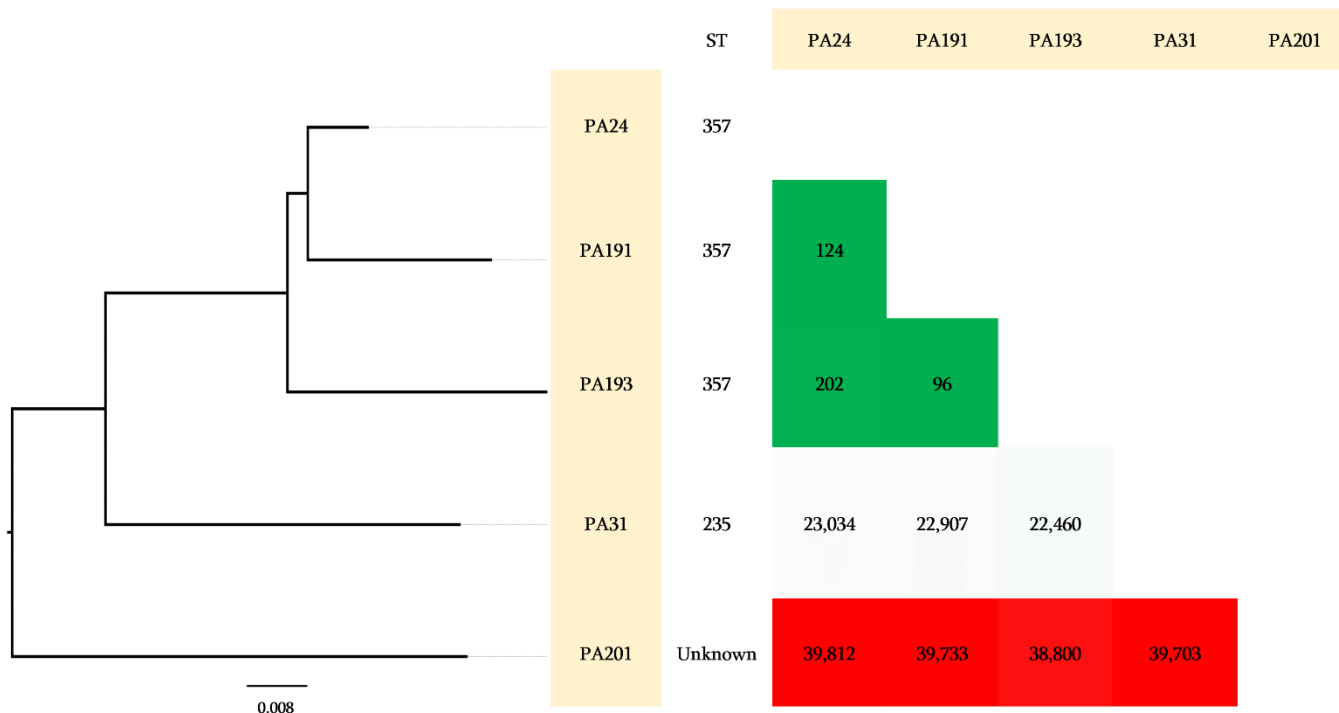 ST PA24 PA191 PA193 PA31 PA201
PA24 357
PA191 357 124
PA193 357 202 96
PA31 235 23,034 22,907 22,460
PA201 Unknown 39,812 39,733 38,800 39,703
0.008